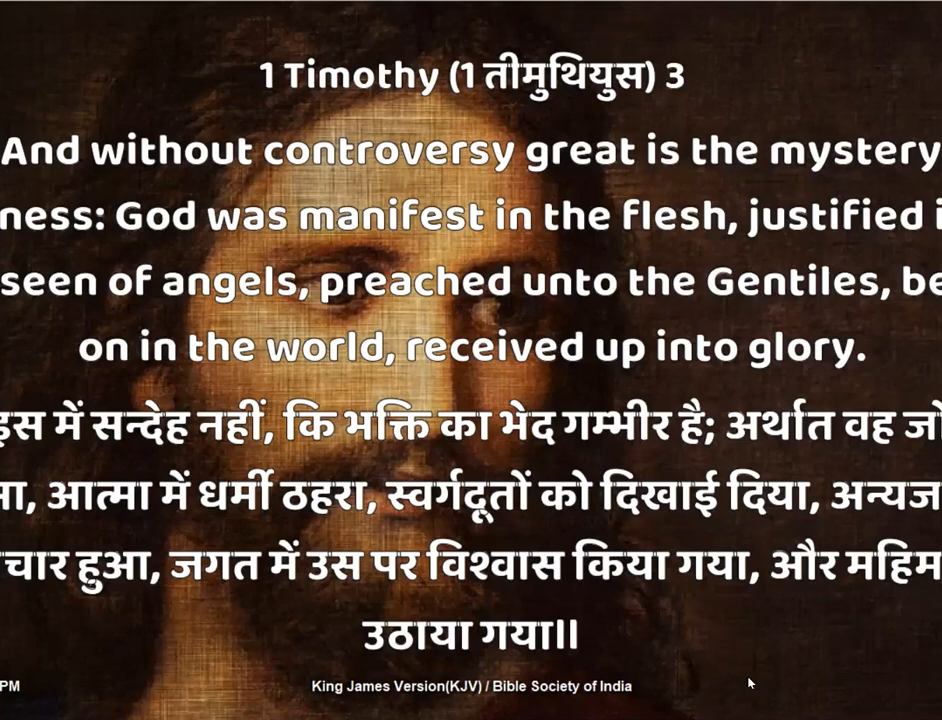 1 Timothy (1 तीमुथियुस) 3
And without controversy great is the mystery
ness: God was manifest in the flesh, justified i
seen of angels, preached unto the Gentiles, be
on in the world, received up into glory.
इस में सन्देह नहीं, कि भक्ति का भेद गम्भीर है; अर्थात वह जो
आत्मा में धर्मी ठहरा, स्वर्गदूतों को दिखाई दिया, अन्यज
चार हुआ, जगत में उस पर विश्वास किया गया, और महिम
उठाया गया॥
PM
King James Version(KJV) / Bible Society of India